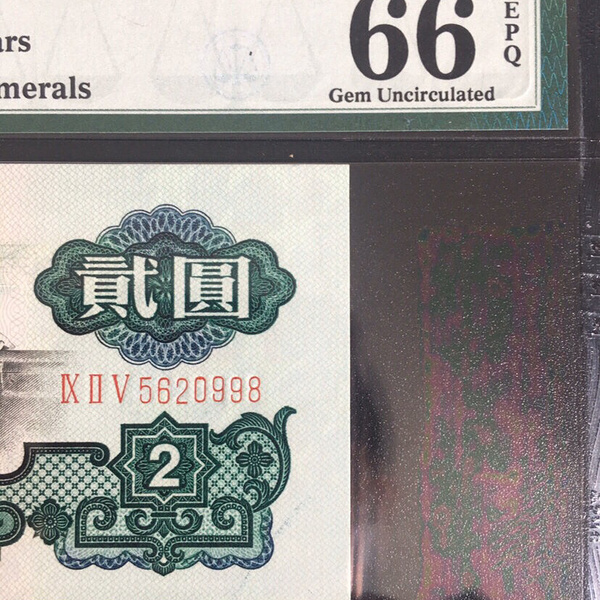 66
EPQ
ars
merals
Gem Uncirculated
貳圓
IX II V 5620998
2